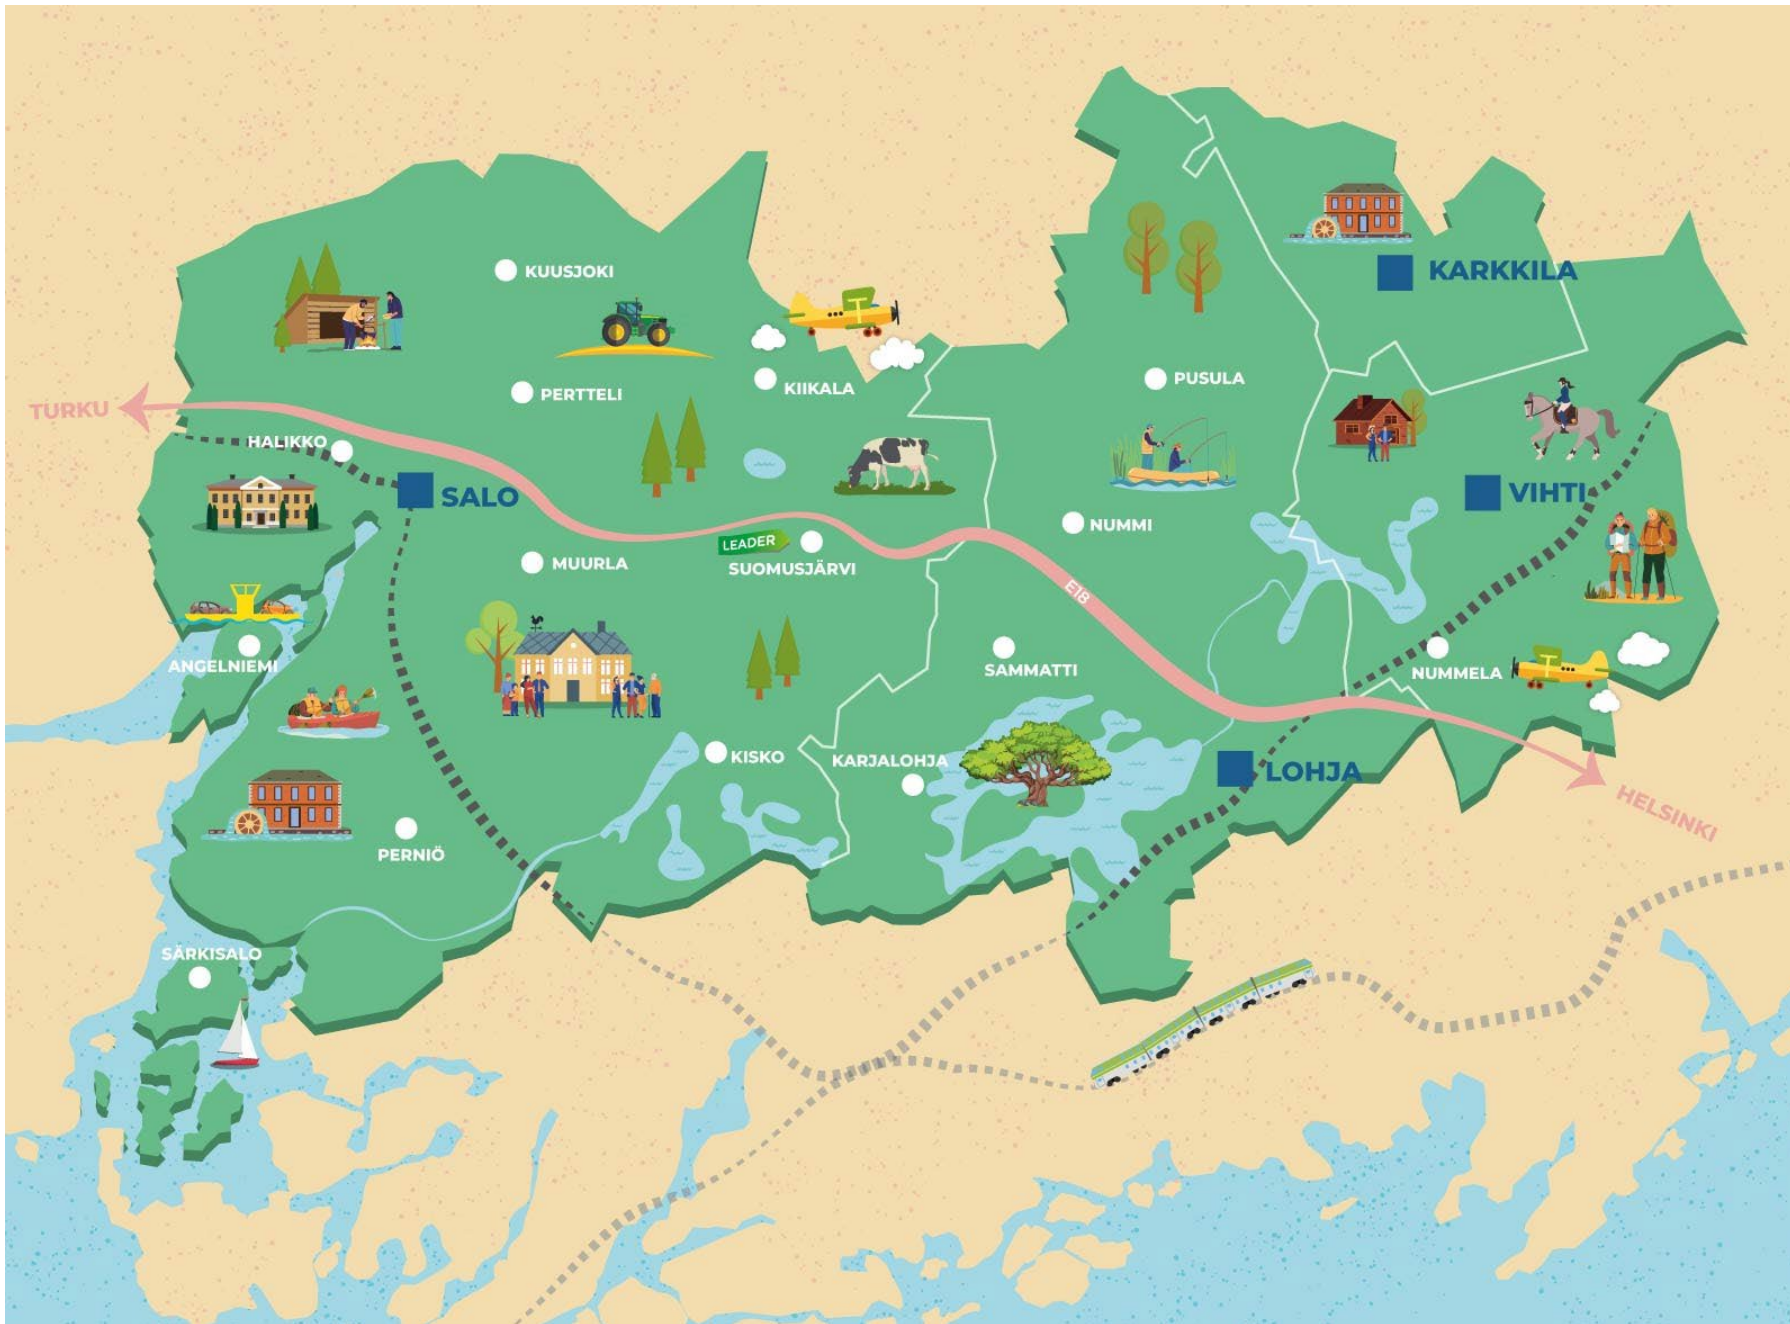 KARKKILA
KUUSJOKI
KIIKALA
PUSULA
PERTTELI
TURKU
HALIKKO
SALO
VIHTI
NUMMI
LEADER
SUOMUSJÄRVI
MUURLA
E18
ANGELNIEMI
SAMMATTI
NUMMELA
KISKO
KARJALOHJA
LOHJA
HELSINKI
PERNIÖ
SÄRKISALO